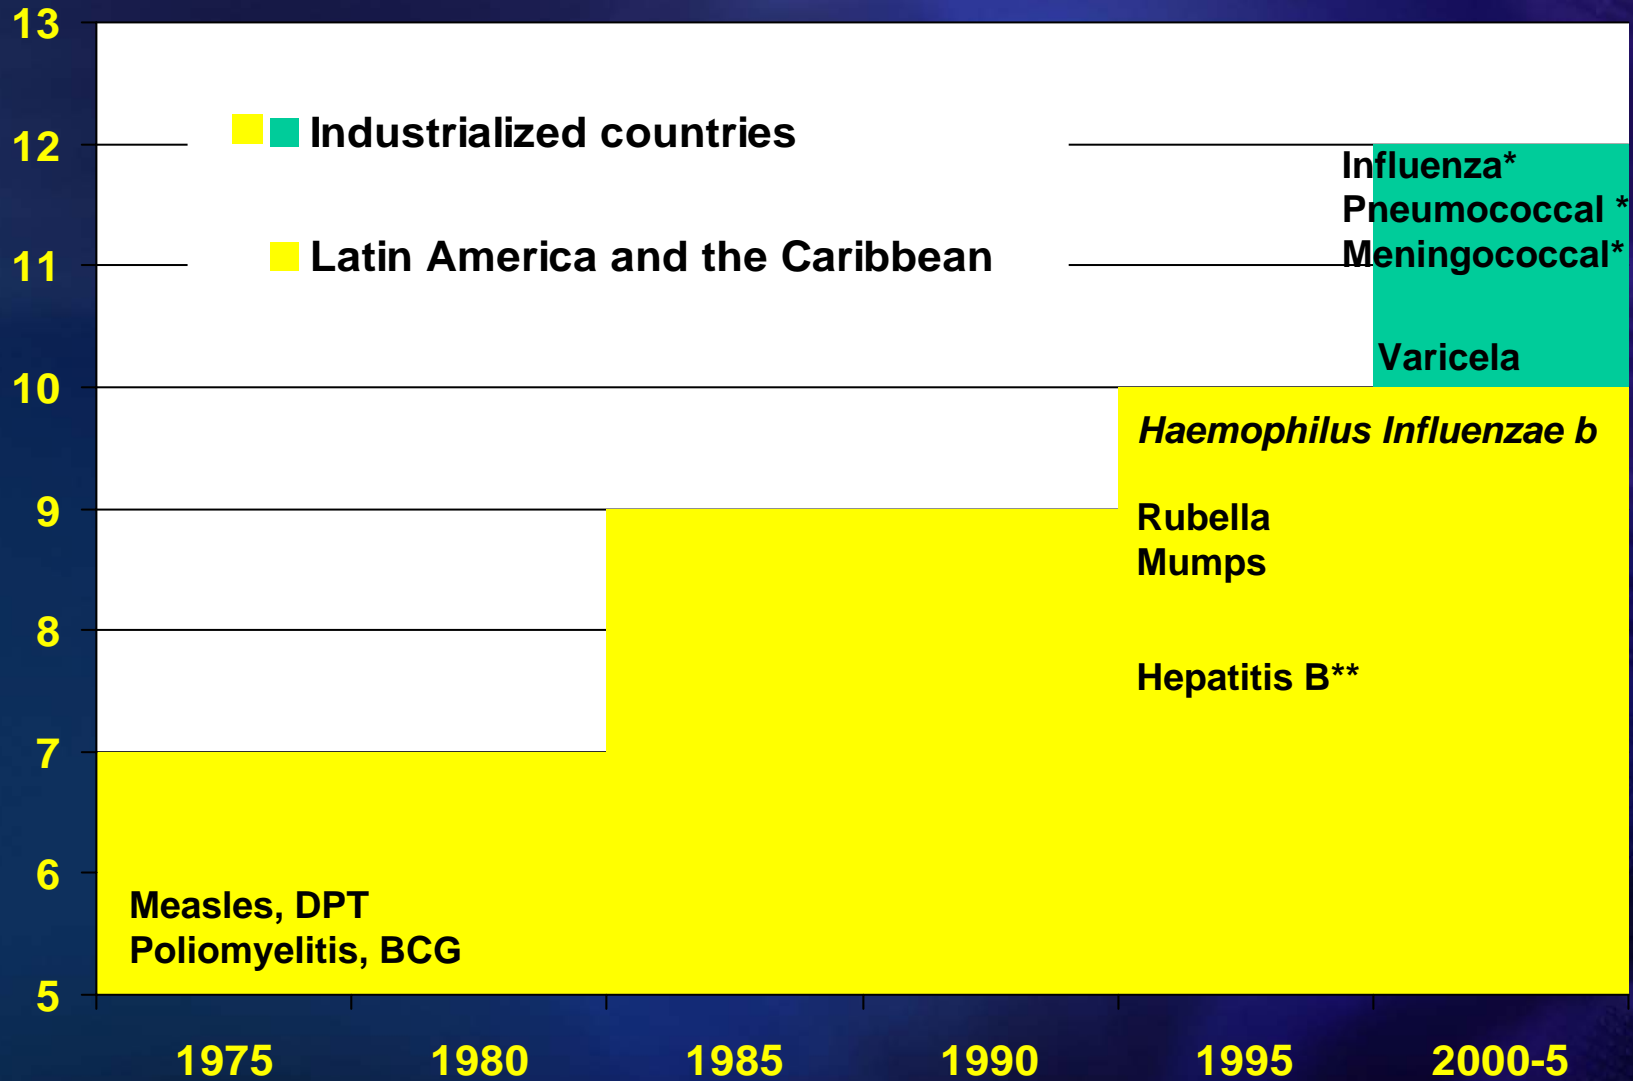 13
12
11
10
9
8
7
6
5
Industrialized countries
Latin America and the Caribbean
Influenza*
Pneumococcal *
Meningococcal*
Varicela
Haemophilus Influenzae b
Rubella
Mumps
Hepatitis B**
Measles, DPT
Poliomyelitis, BCG
1975 1980 1985 1990 1995 2000-5